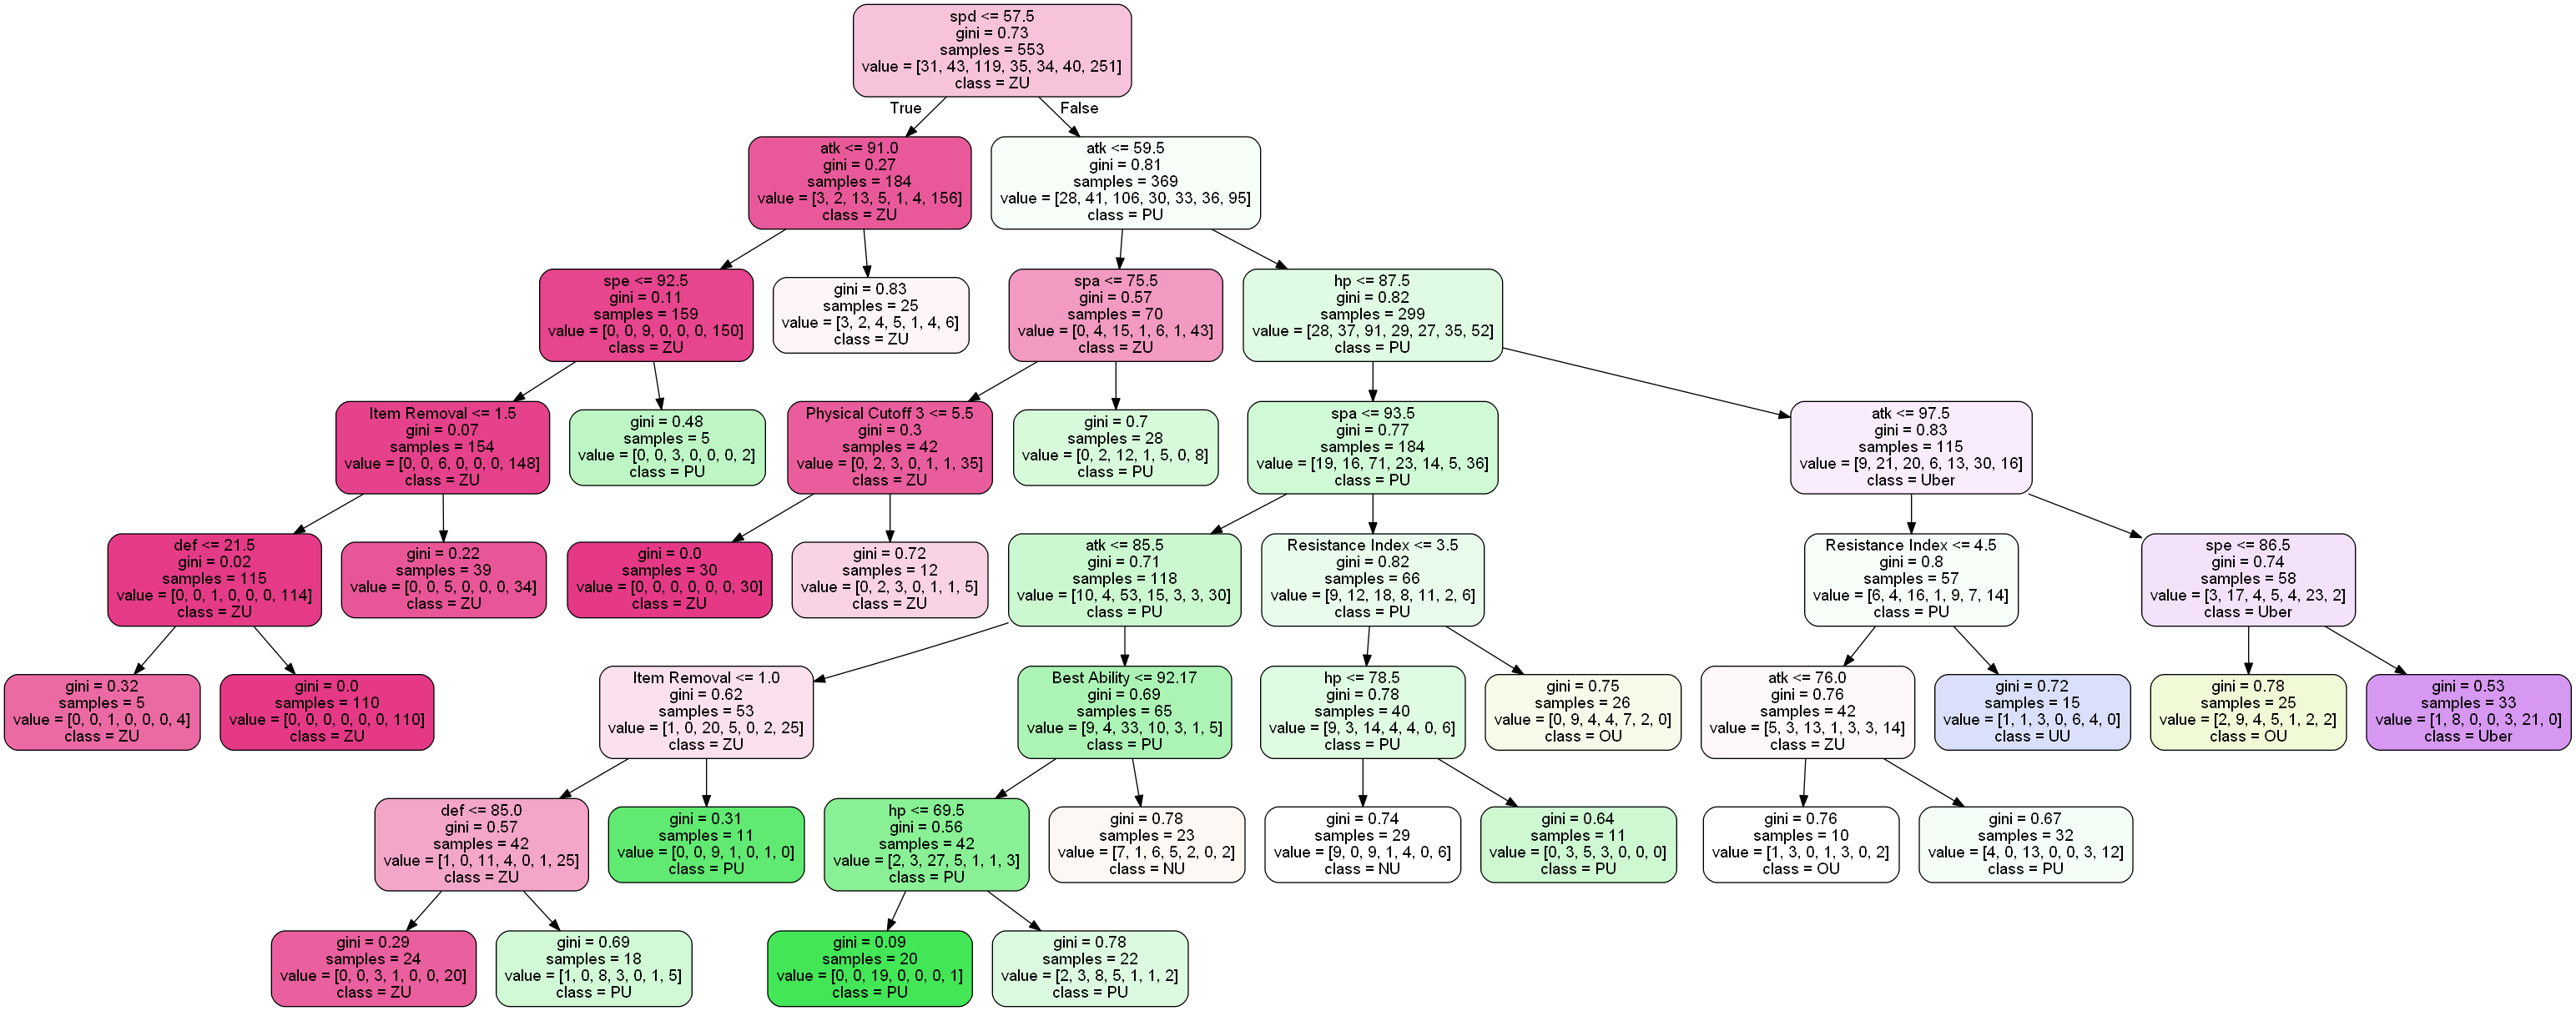 spd <= 57.5
gini = 0.73
samples = 553
value = [31, 43, 119, 35, 34, 40, 251]
class = ZU
True
False
atk <= 91.0
gini = 0.27
samples = 184
value = [3, 2, 13, 5, 1, 4, 156]
class = ZU
atk <= 59.5
gini = 0.81
samples = 369
value = [28, 41, 106, 30, 33, 36, 95]
class = PU
spe <= 92.5
gini = 0.11
samples = 159
value = [0, 0, 9, 0, 0, 0, 150]
class = ZU
gini = 0.83
samples = 25
value = [3, 2, 4, 5, 1, 4, 6]
class = ZU
spa <= 75.5
gini = 0.57
samples = 70
value = [0, 4, 15, 1, 6, 1, 43]
class = ZU
hp <= 87.5
gini = 0.82
samples = 299
value = [28, 37, 91, 29, 27, 35, 52]
class = PU
Item Removal <= 1.5
gini = 0.07
samples = 154
value = [0, 0, 6, 0, 0, 0, 148]
class = ZU
gini = 0.48
samples = 5
value = [0, 0, 3, 0, 0, 0, 2]
class = PU
Physical Cutoff 3 <= 5.5
gini = 0.3
samples = 42
value = [0, 2, 3, 0, 1, 1, 35]
class = ZU
gini = 0.7
samples = 28
value = [0, 2, 12, 1, 5, 0, 8]
class = PU
spa <= 93.5
gini = 0.77
samples = 184
value = [19, 16, 71, 23, 14, 5, 36]
class = PU
atk <= 97.5
gini = 0.83
samples = 115
value = [9, 21, 20, 6, 13, 30, 16]
class = Uber
def <= 21.5
gini = 0.02
samples = 115
value = [0, 0, 1, 0, 0, 0, 114]
class = ZU
gini = 0.22
samples = 39
value = [0, 0, 5, 0, 0, 0, 34]
class = ZU
gini = 0.0
samples = 30
value = [0, 0, 0, 0, 0, 0, 30]
class = ZU
gini = 0.72
samples = 12
value = [0, 2, 3, 0, 1, 1, 5]
class = ZU
atk <= 85.5
gini = 0.71
samples = 118
value = [10, 4, 53, 15, 3, 3, 30]
class = PU
Resistance Index <= 3.5
gini = 0.82
samples = 66
value = [9, 12, 18, 8, 11, 2, 6]
class = PU
Resistance Index <= 4.5
gini = 0.8
samples = 57
value = [6, 4, 16, 1, 9, 7, 14]
class = PU
spe <= 86.5
gini = 0.74
samples = 58
value = [3, 17, 4, 5, 4, 23, 2]
class = Uber
gini = 0.32
samples = 5
value = [0, 0, 1, 0, 0, 0, 4]
class = ZU
gini = 0.0
samples = 110
value = [0, 0, 0, 0, 0, 0, 110]
class = ZU
Item Removal <= 1.0
gini = 0.62
samples = 53
value = [1, 0, 20, 5, 0, 2, 25]
class = ZU
Best Ability <= 92.17
gini = 0.69
samples = 65
value = [9, 4, 33, 10, 3, 1, 5]
class = PU
hp <= 78.5
gini = 0.78
samples = 40
value = [9, 3, 14, 4, 4, 0, 6]
class = PU
gini = 0.75
samples = 26
value = [0, 9, 4, 4, 7, 2, 0]
class = OU
atk <= 76.0
gini = 0.76
samples = 42
value = [5, 3, 13, 1, 3, 3, 14]
class = ZU
gini = 0.72
samples = 15
value = [1, 1, 3, 0, 6, 4, 0]
class = UU
gini = 0.78
samples = 25
value = [2, 9, 4, 5, 1, 2, 2]
class = OU
gini = 0.53
samples = 33
value = [1, 8, 0, 0, 3, 21, 0]
class = Uber
def <= 85.0
gini = 0.57
samples = 42
value = [1, 0, 11, 4, 0, 1, 25]
class = ZU
gini = 0.31
samples = 11
value = [0, 0, 9, 1, 0, 1, 0]
class = PU
hp <= 69.5
gini = 0.56
samples = 42
value = [2, 3, 27, 5, 1, 1, 3]
class = PU
gini = 0.78
samples = 23
value = [7, 1, 6, 5, 2, 0, 2]
class = NU
gini = 0.74
samples = 29
value = [9, 0, 9, 1, 4, 0, 6]
class = NU
gini = 0.64
samples = 11
value = [0, 3, 5, 3, 0, 0, 0]
class = PU
gini = 0.76
samples = 10
value = [1, 3, 0, 1, 3, 0, 2]
class = OU
gini = 0.67
samples = 32
value = [4, 0, 13, 0, 0, 3, 12]
class = PU
gini = 0.29
samples = 24
value = [0, 0, 3, 1, 0, 0, 20]
class = ZU
gini = 0.69
samples = 18
value = [1, 0, 8, 3, 0, 1, 5]
class = PU
gini = 0.09
samples = 20
value = [0, 0, 19, 0, 0, 0, 1]
class = PU
gini = 0.78
samples = 22
value = [2, 3, 8, 5, 1, 1, 2]
class = PU